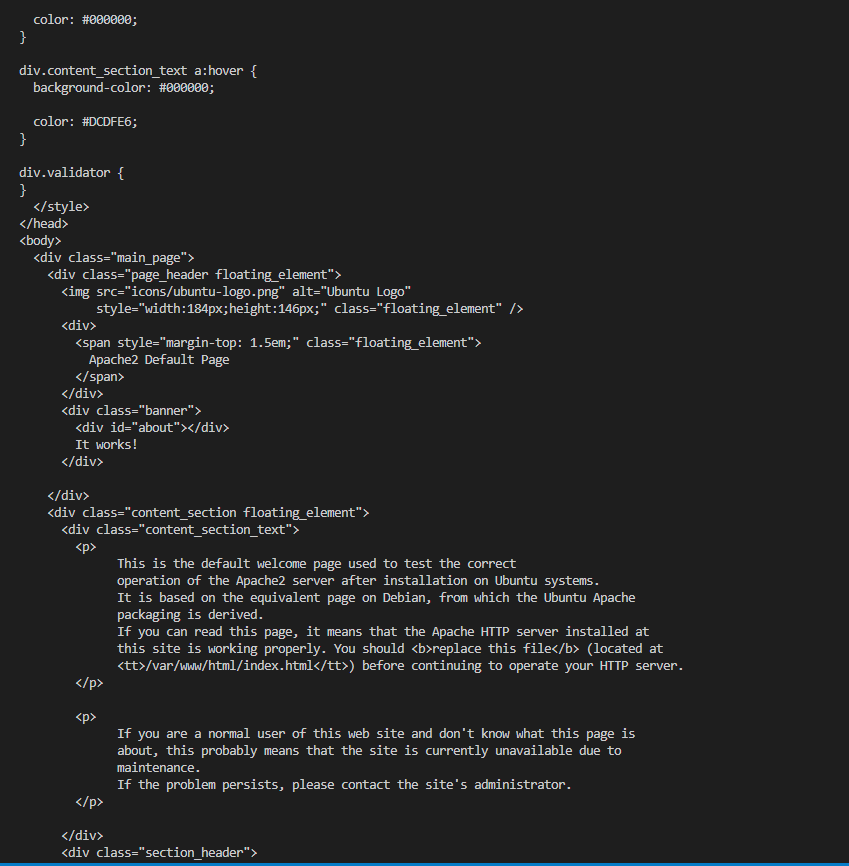 color: #000000;
}
div.content_section_text a:hover {
background-color: #000000;
color: #DCDFE6;
}
div.validator {
}
</style>
</head>
<body>
<div class="main_page">
<div class="page_header floating_element">
<img src="icons/ubuntu-logo.png" alt="Ubuntu Logo"
style="width:184px;height:146px;" class="floating_element" />
<div>
<span style="margin-top: 1.5em;" class="floating_element">
Apache2 Default Page
</span>
</div>
<div class="banner">
<div id="about"></div>
It works!
</div>
</div>
<div class="content_section floating_element">
<div class="content_section_text">
<p>
This is the default welcome page used to test the correct
operation of the Apache2 server after installation on Ubuntu systems.
It is based on the equivalent page on Debian, from which the Ubuntu Apache
packaging is derived.
If you can read this page, it means that the Apache HTTP server installed at
this site is working properly. You should <b>replace this file</b> (located at
<tt>/var/www/html/index.html</tt>) before continuing to operate your HTTP server.
</p>
<p>
If you are a normal user of this web site and don't know what this page is
about, this probably means that the site is currently unavailable due to
maintenance.
If the problem persists, please contact the site's administrator.
</p>
</div>
<div class="section_header">